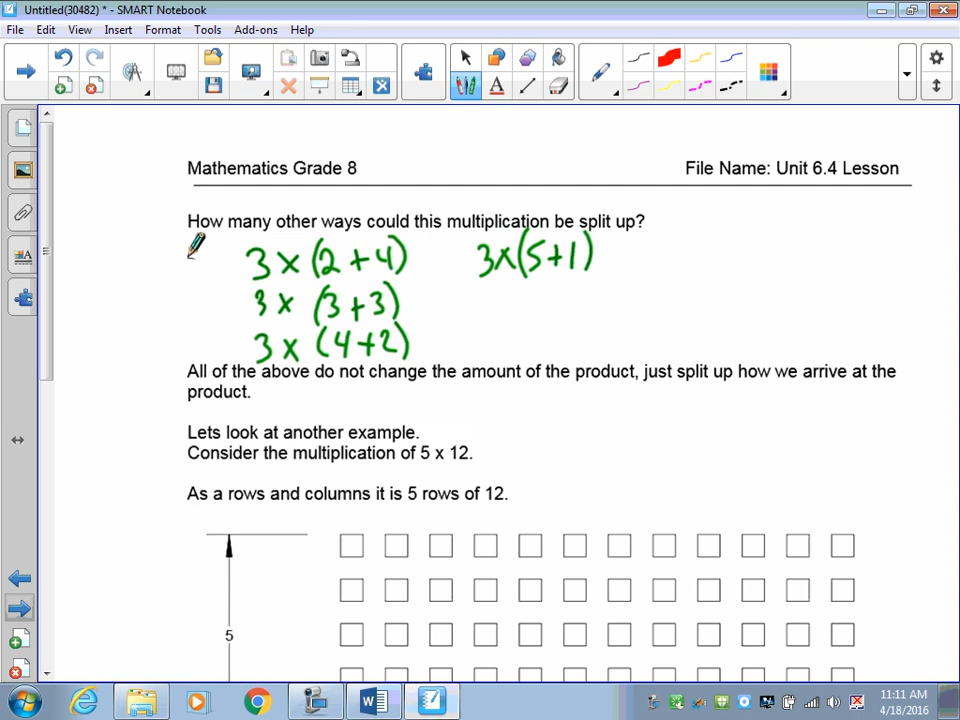 Untitled(30482) * - SMART Notebook
File Edit View Insert Format Tools Add-ons Help
Mathematics Grade 8 File Name: Unit 6.4 Lesson
How many other ways could this multiplication be split up?
3 × (2 + 4) 3×(5+1)
3 × (3 + 3)
3 × (4+2)
All of the above do not change the amount of the product, just split up how we arrive at the
product.
Lets look at another example.
Consider the multiplication of 5 x 12.
As a rows and columns it is 5 rows of 12.
5
11:11 AM
4/18/2016